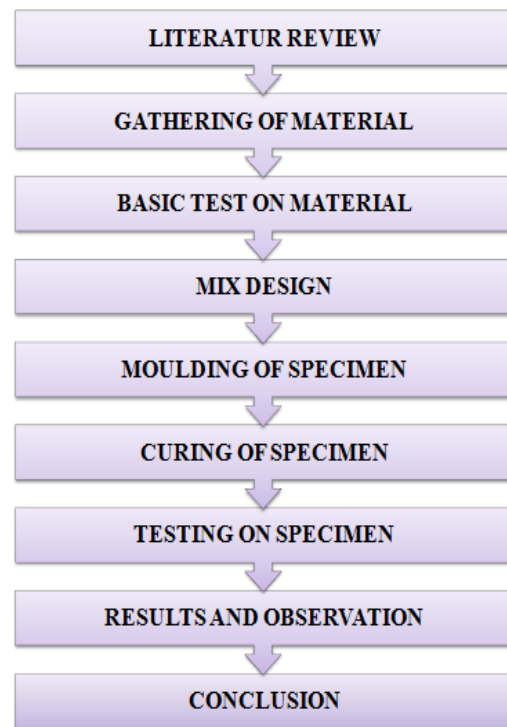 LITERATUR REVIEW
GATHERING OF MATERIAL
BASIC TEST ON MATERIAL
MIX DESIGN
MOULDING OF SPECIMEN
CURING OF SPECIMEN
TESTING ON SPECIMEN
RESULTS AND OBSERVATION
CONCLUSION